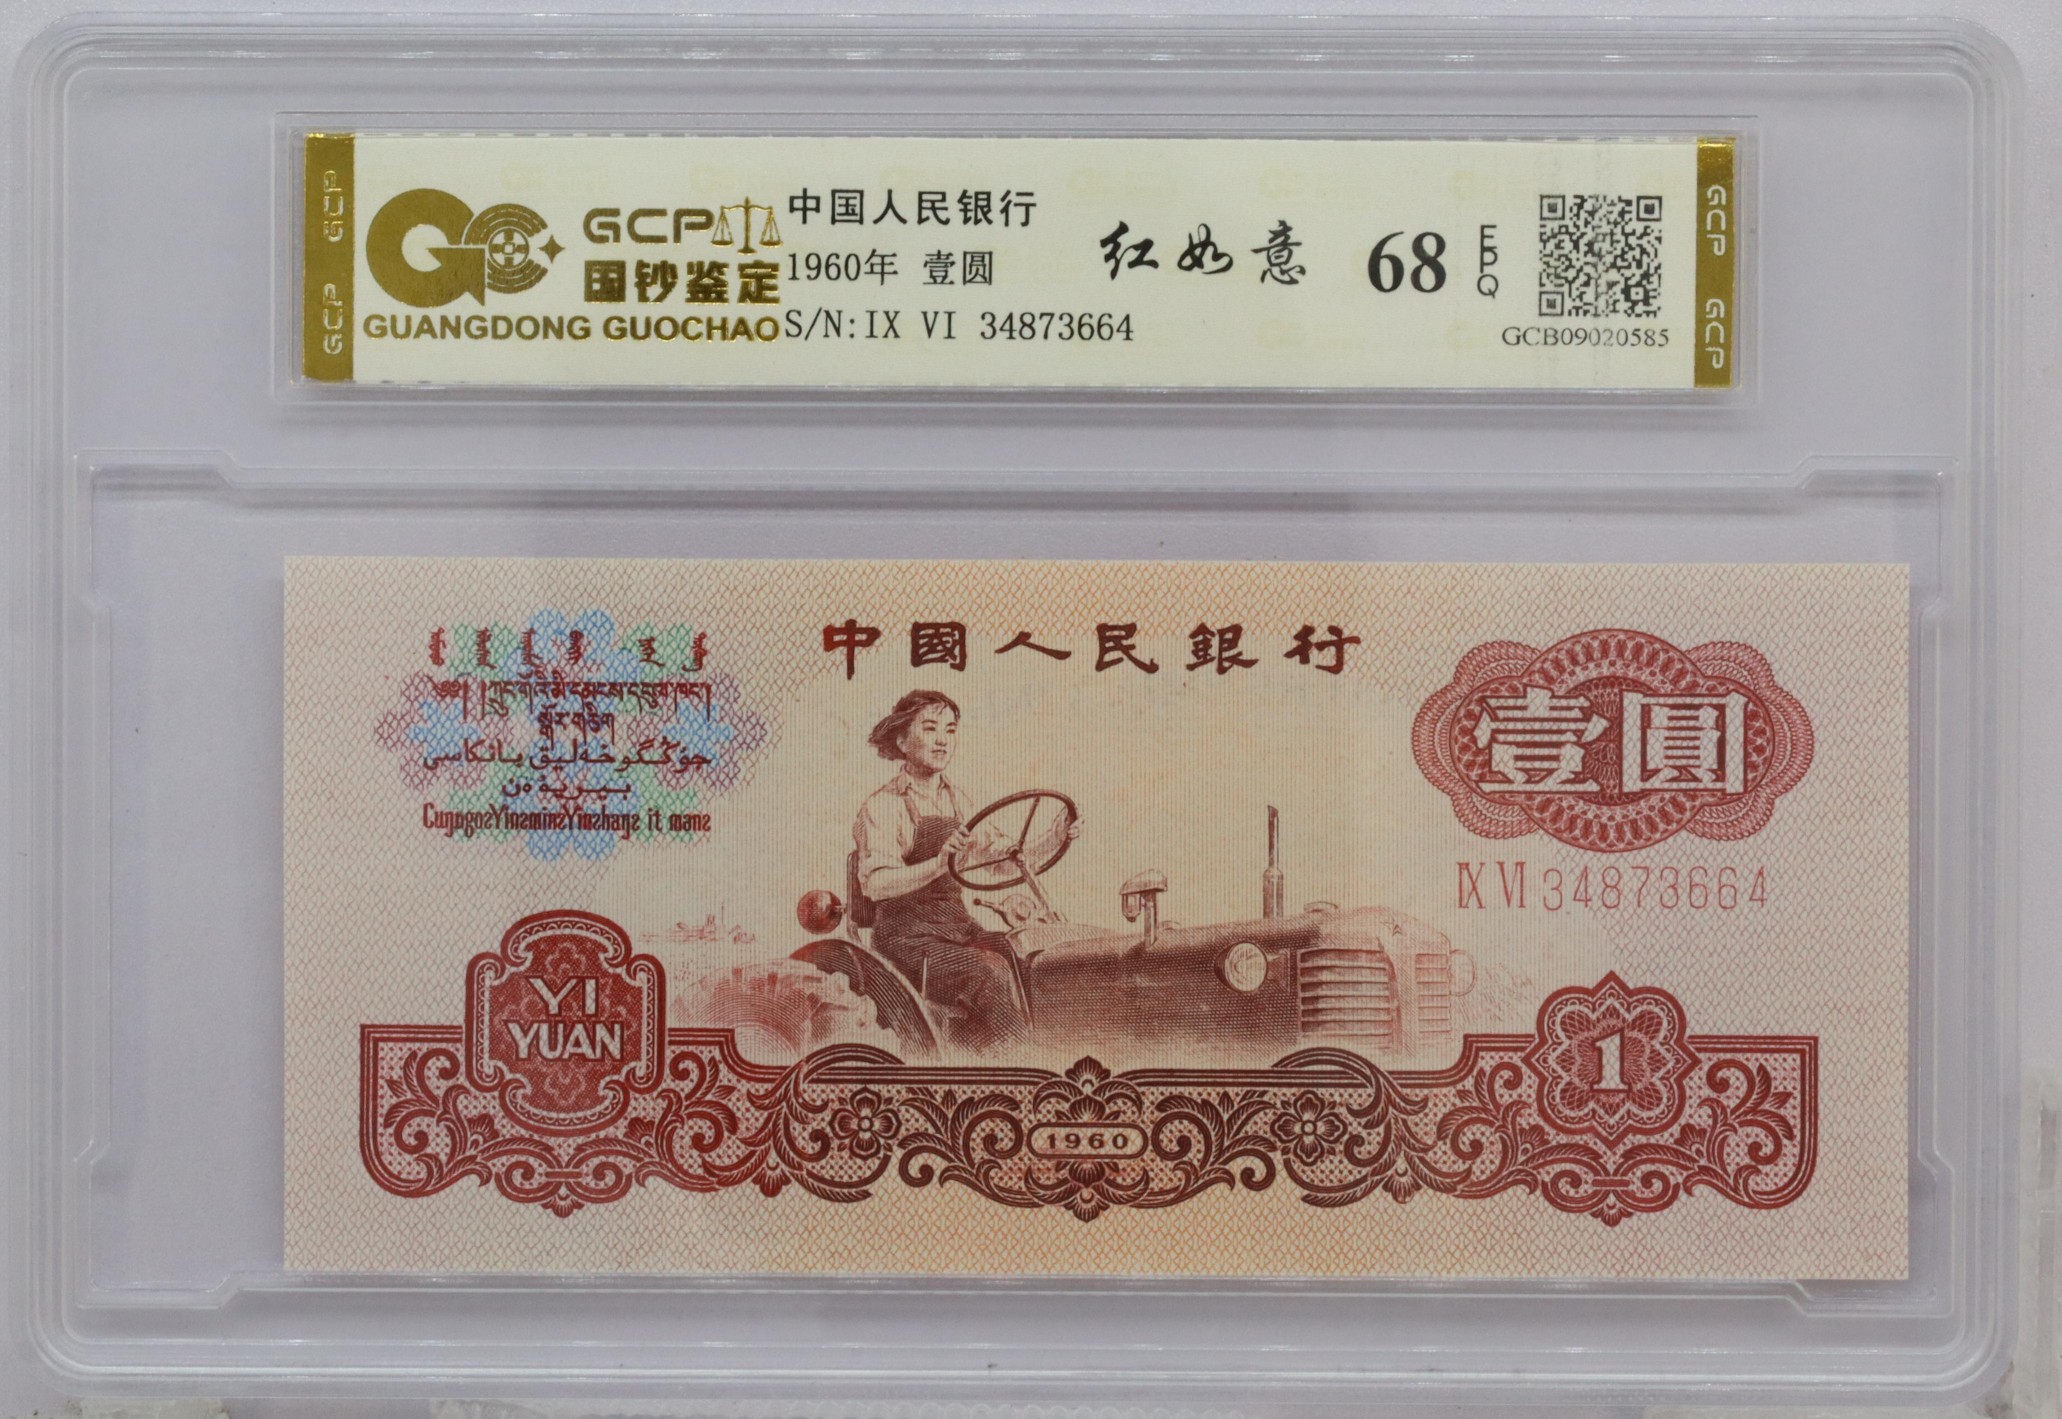 GCP
GCP
GCP
国钞鉴定
GUANGDONG GUOCHAO
中国人民银行
1960年 壹圆
S/N:IX VI 34873664
红如意
68
EPQ
GCB09020585
GCP
GCP
中國人民銀行
壹圓
IX VI 34873664
YI
YUAN
1960
1